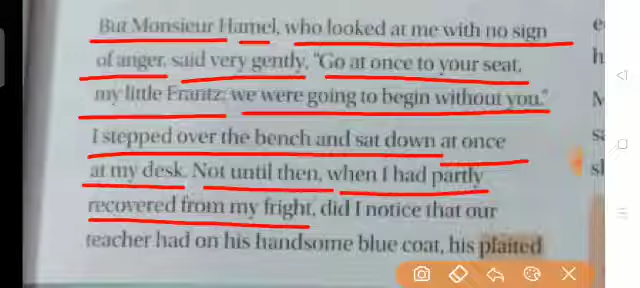 But Monsieur Hamel, who looked at me with no sign
of anger, said very gently, "Go at once to your seat,
my little Frantz; we were going to begin without you."
I stepped over the bench and sat down at once
at my desk. Not until then, when I had partly
recovered from my fright, did I notice that our
teacher had on his handsome blue coat, his plaited